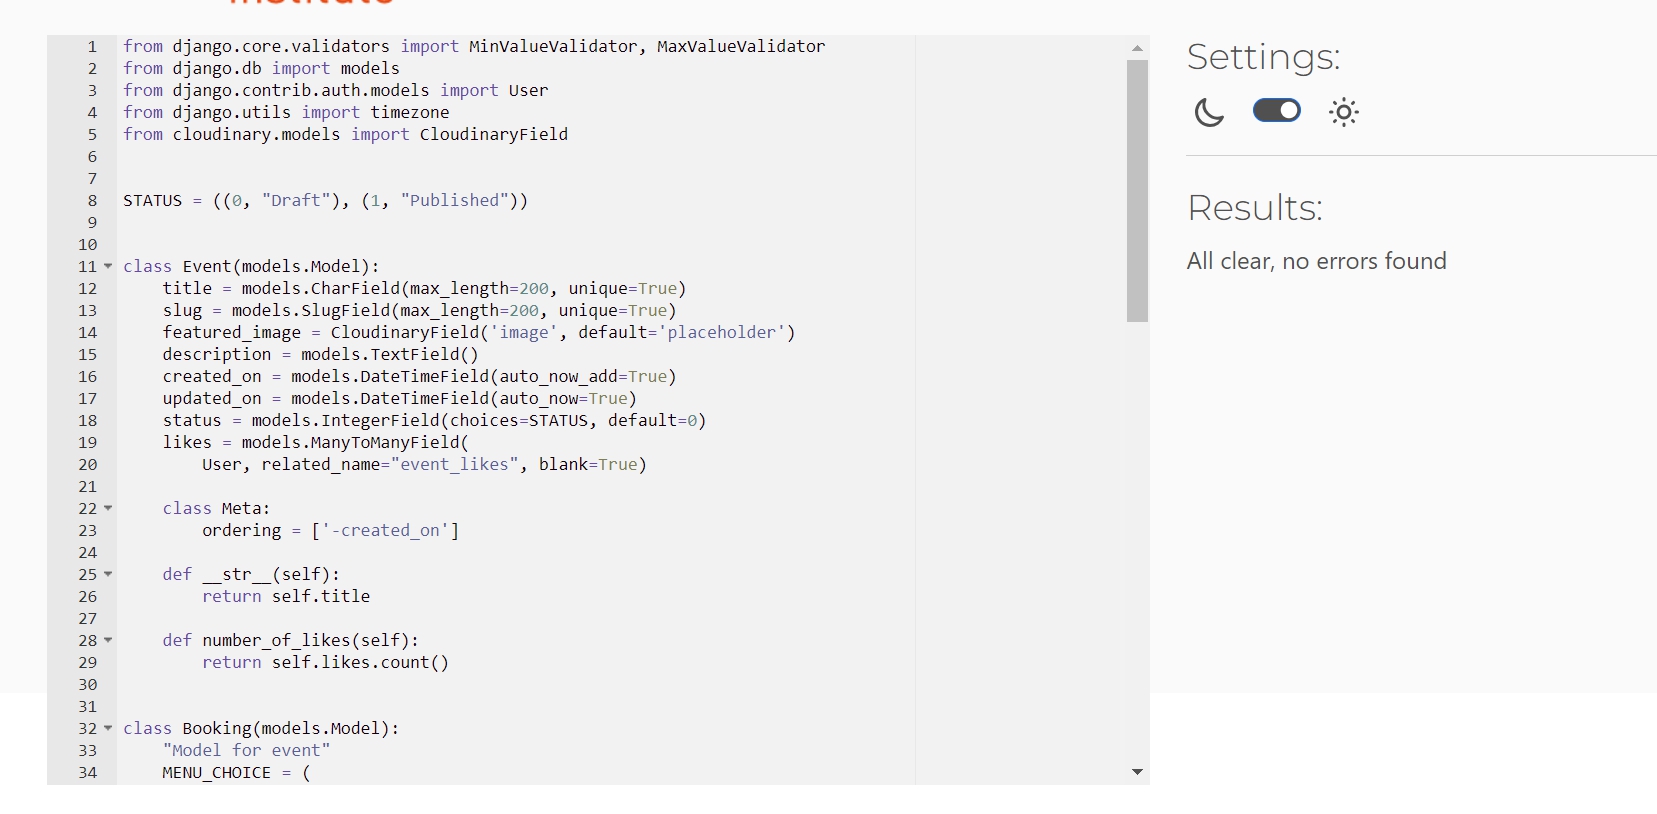 institute
1 from django.core.validators import MinValueValidator, MaxValueValidator
2 from django.db import models
3 from django.contrib.auth.models import User
4 from django.utils import timezone
5 from cloudinary.models import CloudinaryField
6
7
8 STATUS = ((0, "Draft"), (1, "Published"))
9
10
11 class Event(models.Model):
12     title = models.CharField(max_length=200, unique=True)
13     slug = models.SlugField(max_length=200, unique=True)
14     featured_image = CloudinaryField('image', default='placeholder')
15     description = models.TextField()
16     created_on = models.DateTimeField(auto_now_add=True)
17     updated_on = models.DateTimeField(auto_now=True)
18     status = models.IntegerField(choices=STATUS, default=0)
19     likes = models.ManyToManyField(
20         User, related_name="event_likes", blank=True)
21
22     class Meta:
23         ordering = ['-created_on']
24
25     def __str__(self):
26         return self.title
27
28     def number_of_likes(self):
29         return self.likes.count()
30
31
32 class Booking(models.Model):
33     "Model for event"
34     MENU_CHOICE = (
Settings:
Results:
All clear, no errors found